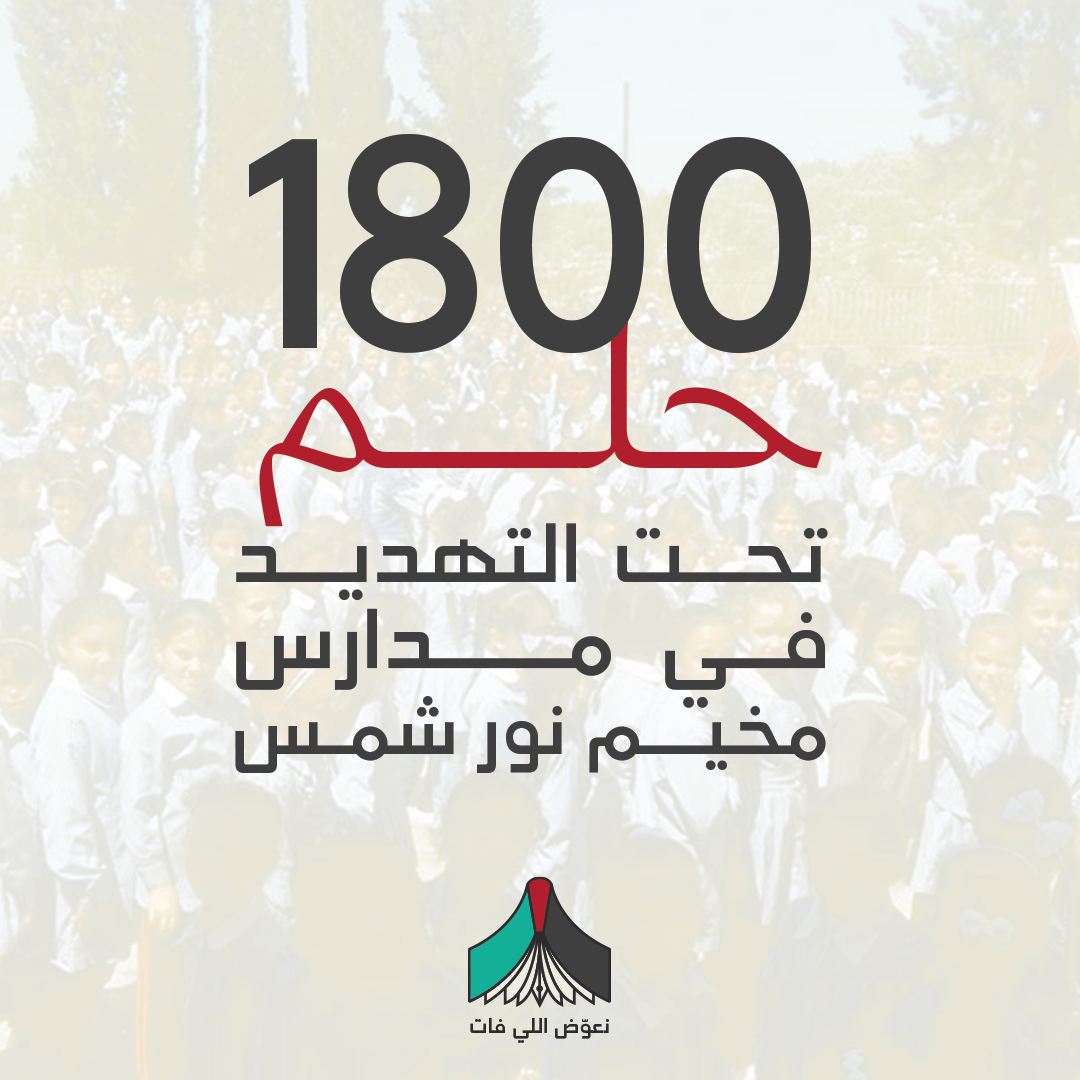 1800
حلم
تحت التهديد
في مدارس
مخيم نور شمس
نعوّض اللي فات